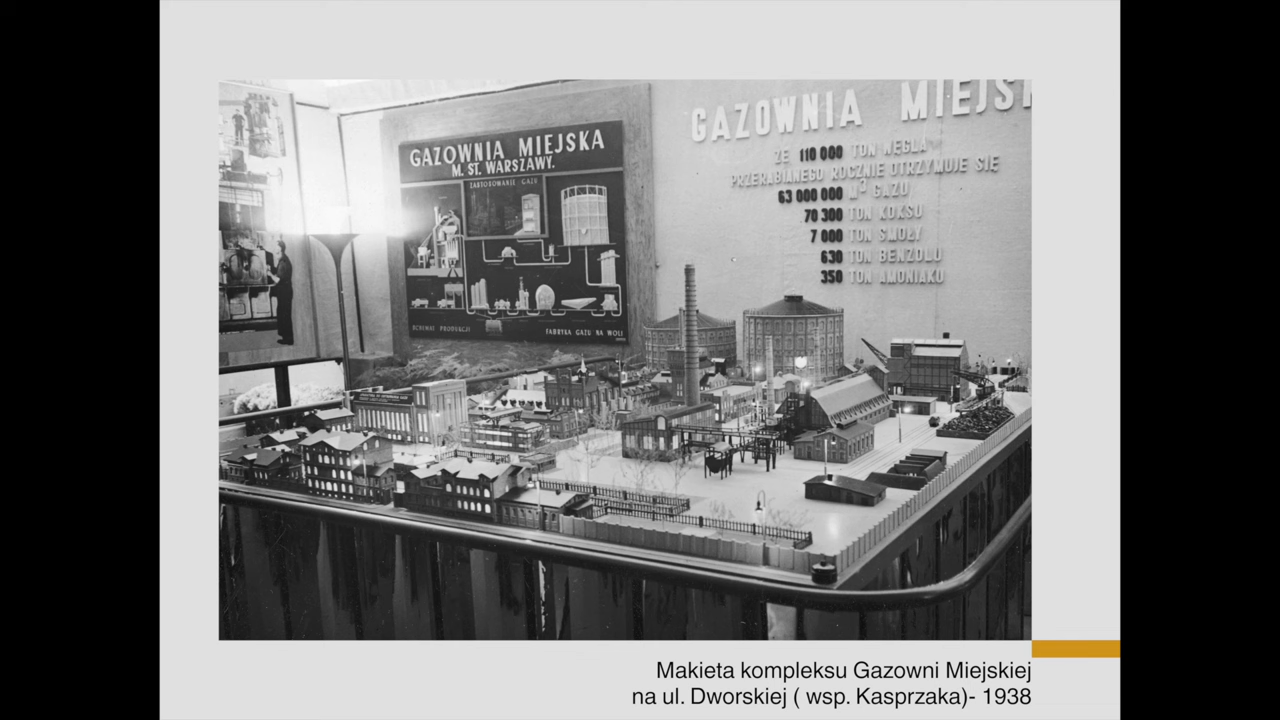 GAZOWNIA MIEJSKA
M. ST. WARSZAWY.
ZASTOSOWANIE GAZU
SCHEMAT PRODUKCJI
FABRYKA GAZU NA WOLI
GAZOWNIA MIEJSK
ZE 110 000 TON WĘGLA
PRZERABIANEGO ROCZNIE OTRZYMUJE SIĘ
63 000 000 M³ GAZU
70 300 TON KOKSU
7 000 TON SMOŁY
630 TON BENZOLU
350 TON AMONIAKU
Makieta kompleksu Gazowni Miejskiej
na ul. Dworskiej ( wsp. Kasprzaka)- 1938